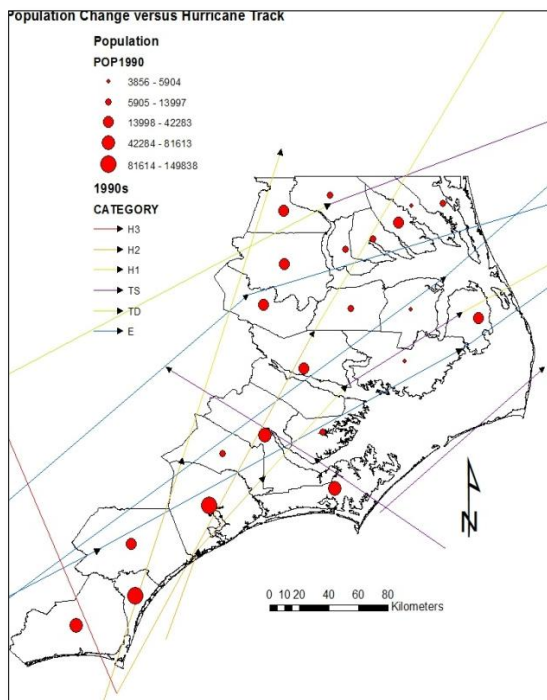 Population Change versus Hurricane Track
Population
POP1990
3856 - 5904
5905 - 13997
13998 - 42283
42284 - 81613
81614 - 149838
1990s
CATEGORY
H3
H2
H1
TS
TD
E
N
0 10 20 40 60 80
Kilometers